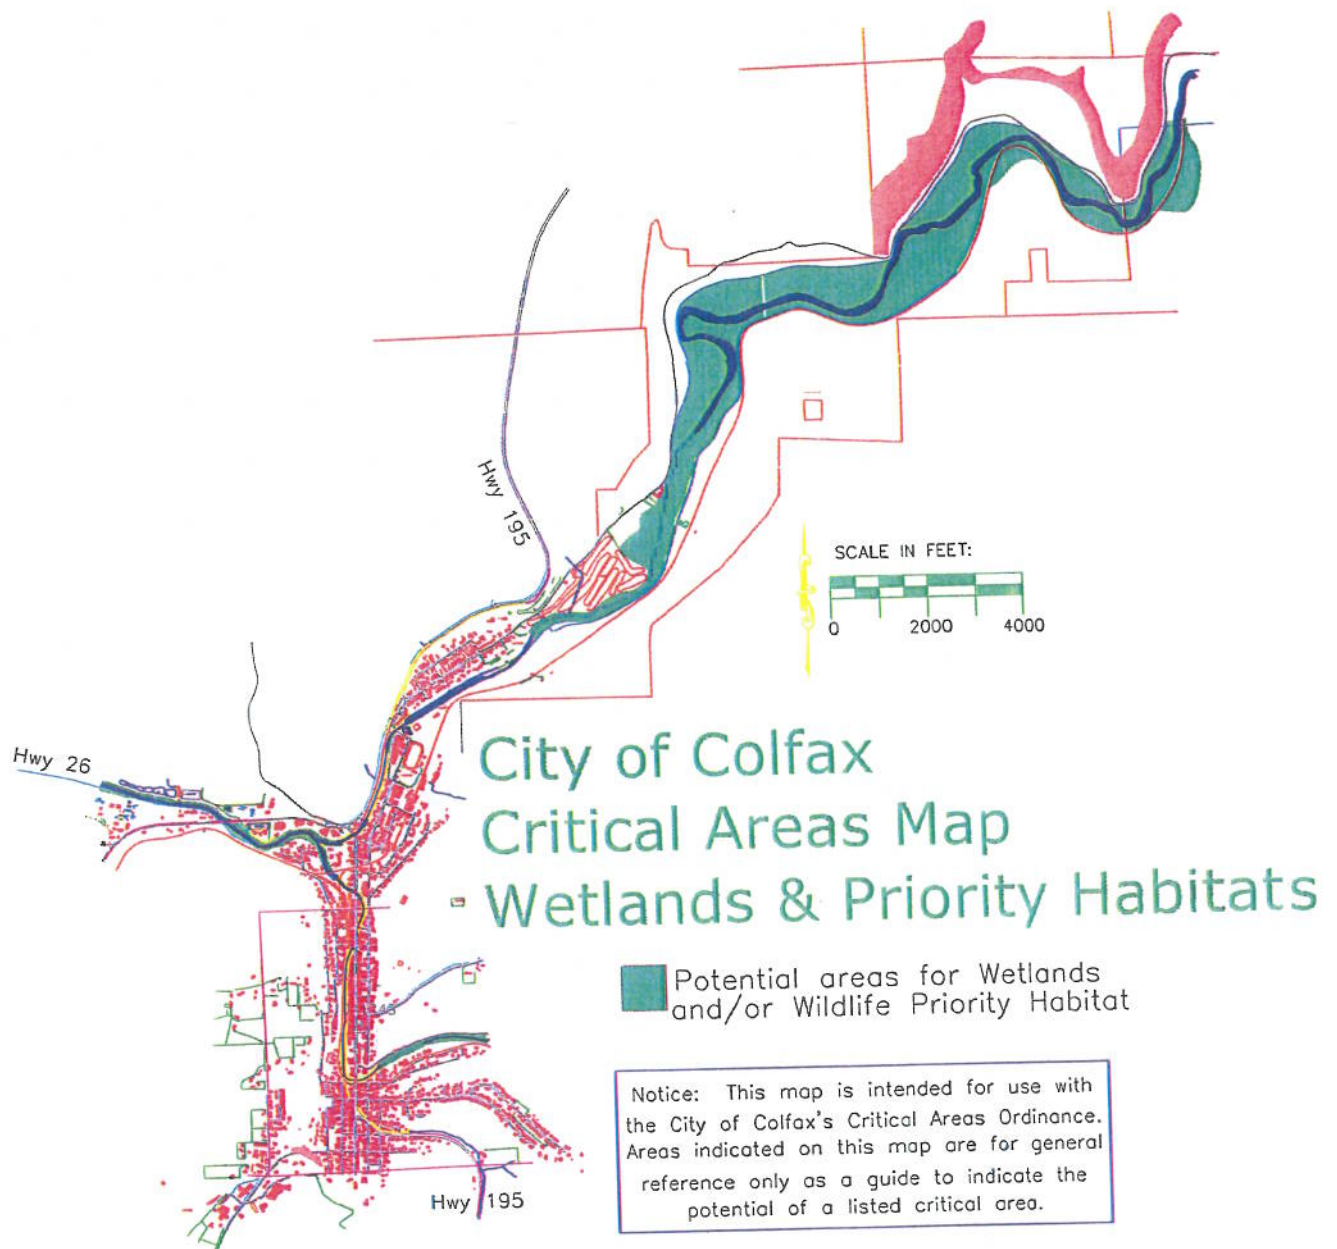 Hwy 195
SCALE IN FEET:
0 2000 4000
Hwy 26
City of Colfax
Critical Areas Map
Wetlands & Priority Habitats
Potential areas for Wetlands
and/or Wildlife Priority Habitat
Notice: This map is intended for use with
the City of Colfax's Critical Areas Ordinance.
Areas indicated on this map are for general
reference only as a guide to indicate the
potential of a listed critical area.
Hwy 195